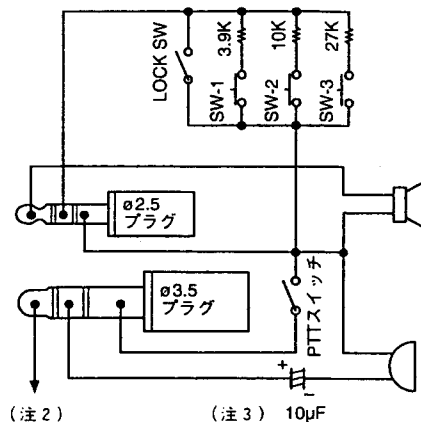 LOCK SW
3.9K
10K
27K
SW-1
SW-2
SW-3
ø2.5
プラグ
ø3.5
プラグ
PTTスイッチ
+
−
(注2)
(注3)
10µF